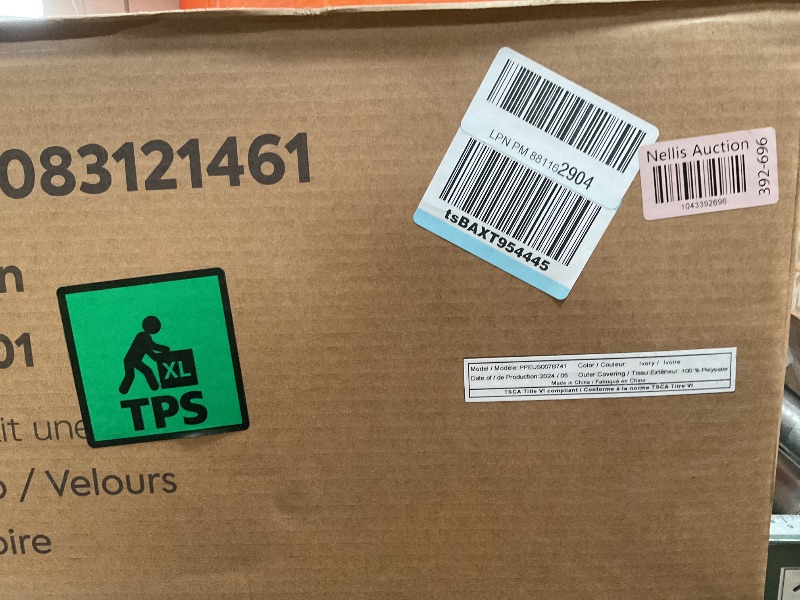 083121461
n
01
it une
/ Velours
oire
XL
TPS
LPN PM 881162904
tsBAXT954445
Nellis Auction
1043392696
392-696
Model / Modèle: PPEUS0078741 Color / Couleur: Ivory / Ivoire
Date of / de Production: 2024 / 05 Outer Covering / Tissu Extérieur: 100 % Polyester
Made in China / Fabriqué en Chine
TSCA Title VI compliant / Conforme à la norme TSCA Titre VI